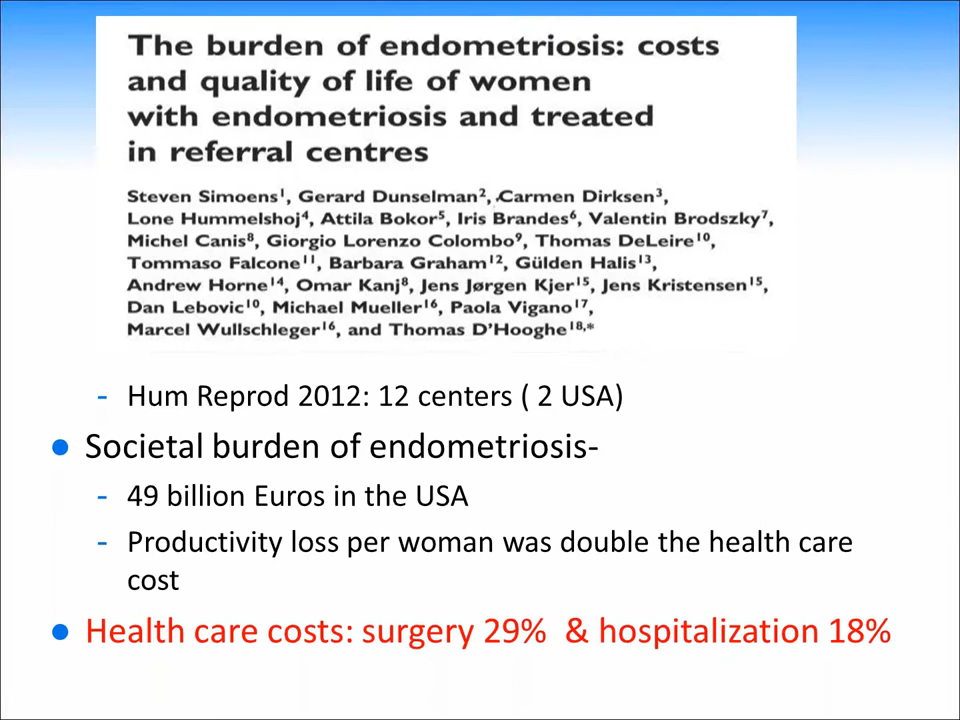 The burden of endometriosis: costs
and quality of life of women
with endometriosis and treated
in referral centres
Steven Simoens1, Gerard Dunselman2, Carmen Dirksen3,
Lone Hummelshoj4, Attila Bokor5, Iris Brandes6, Valentin Brodszky7,
Michel Canis8, Giorgio Lorenzo Colombo9, Thomas DeLeire10,
Tommaso Falcone11, Barbara Graham12, Gülden Halis13,
Andrew Horne14, Omar Kanj8, Jens Jørgen Kjer15, Jens Kristensen15,
Dan Lebovic10, Michael Mueller16, Paola Vigano17,
Marcel Wullschleger16, and Thomas D'Hooghe18,*
- Hum Reprod 2012: 12 centers ( 2 USA)
● Societal burden of endometriosis-
- 49 billion Euros in the USA
- Productivity loss per woman was double the health care
cost
● Health care costs: surgery 29% & hospitalization 18%